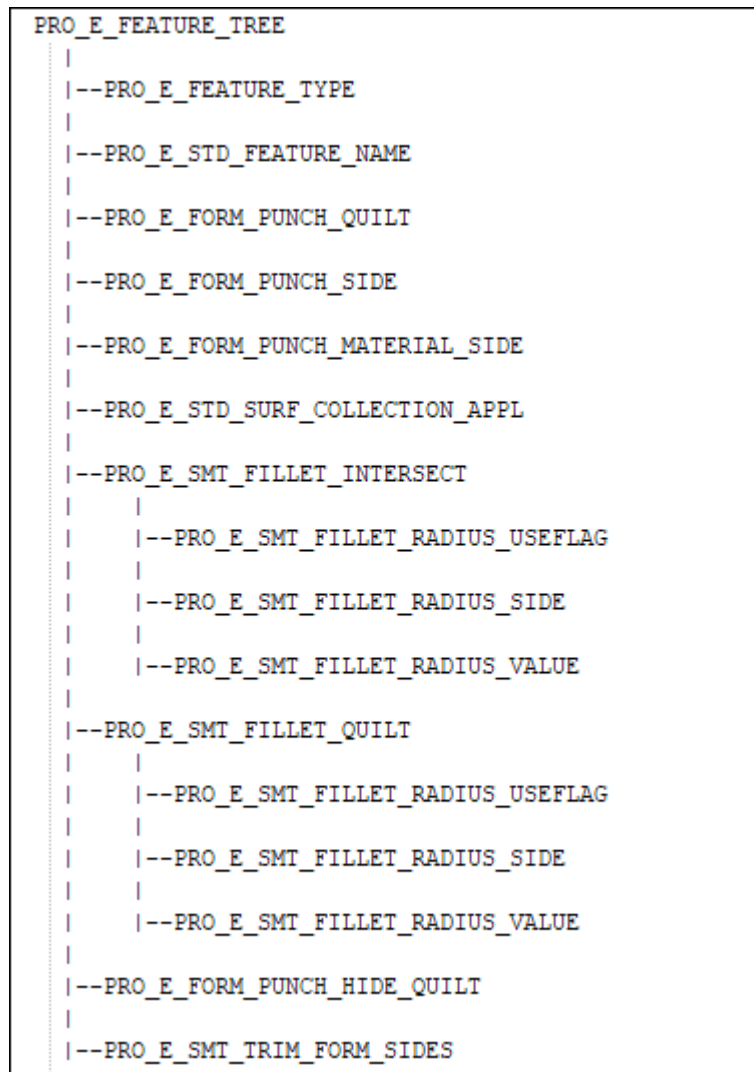 PRO_E_FEATURE_TREE
|
|--PRO_E_FEATURE_TYPE
|
|--PRO_E_STD_FEATURE_NAME
|
|--PRO_E_FORM_PUNCH_QUILT
|
|--PRO_E_FORM_PUNCH_SIDE
|
|--PRO_E_FORM_PUNCH_MATERIAL_SIDE
|
|--PRO_E_STD_SURF_COLLECTION_APPL
|
|--PRO_E_SMT_FILLET_INTERSECT
|    |
|    |--PRO_E_SMT_FILLET_RADIUS_USEFLAG
|    |
|    |--PRO_E_SMT_FILLET_RADIUS_SIDE
|    |
|    |--PRO_E_SMT_FILLET_RADIUS_VALUE
|
|--PRO_E_SMT_FILLET_QUILT
|    |
|    |--PRO_E_SMT_FILLET_RADIUS_USEFLAG
|    |
|    |--PRO_E_SMT_FILLET_RADIUS_SIDE
|    |
|    |--PRO_E_SMT_FILLET_RADIUS_VALUE
|
|--PRO_E_FORM_PUNCH_HIDE_QUILT
|
|--PRO_E_SMT_TRIM_FORM_SIDES